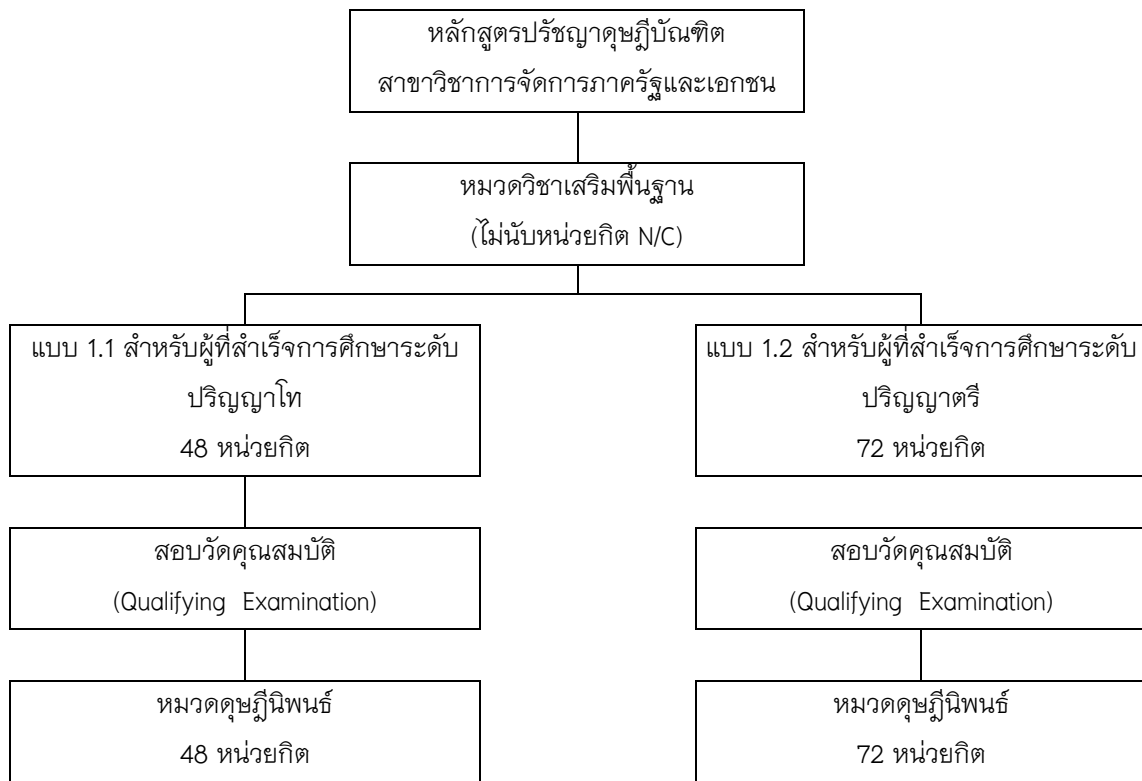 หลักสูตรปรัชญาดุษฎีบัณฑิต
สาขาวิชาการจัดการภาครัฐและเอกชน
หมวดวิชาเสริมพื้นฐาน
(ไม่นับหน่วยกิต N/C)
แบบ 1.1 สำหรับผู้ที่สำเร็จการศึกษาระดับ
ปริญญาโท
48 หน่วยกิต
แบบ 1.2 สำหรับผู้ที่สำเร็จการศึกษาระดับ
ปริญญาตรี
72 หน่วยกิต
สอบวัดคุณสมบัติ
(Qualifying Examination)
สอบวัดคุณสมบัติ
(Qualifying Examination)
หมวดดุษฎีนิพนธ์
48 หน่วยกิต
หมวดดุษฎีนิพนธ์
72 หน่วยกิต